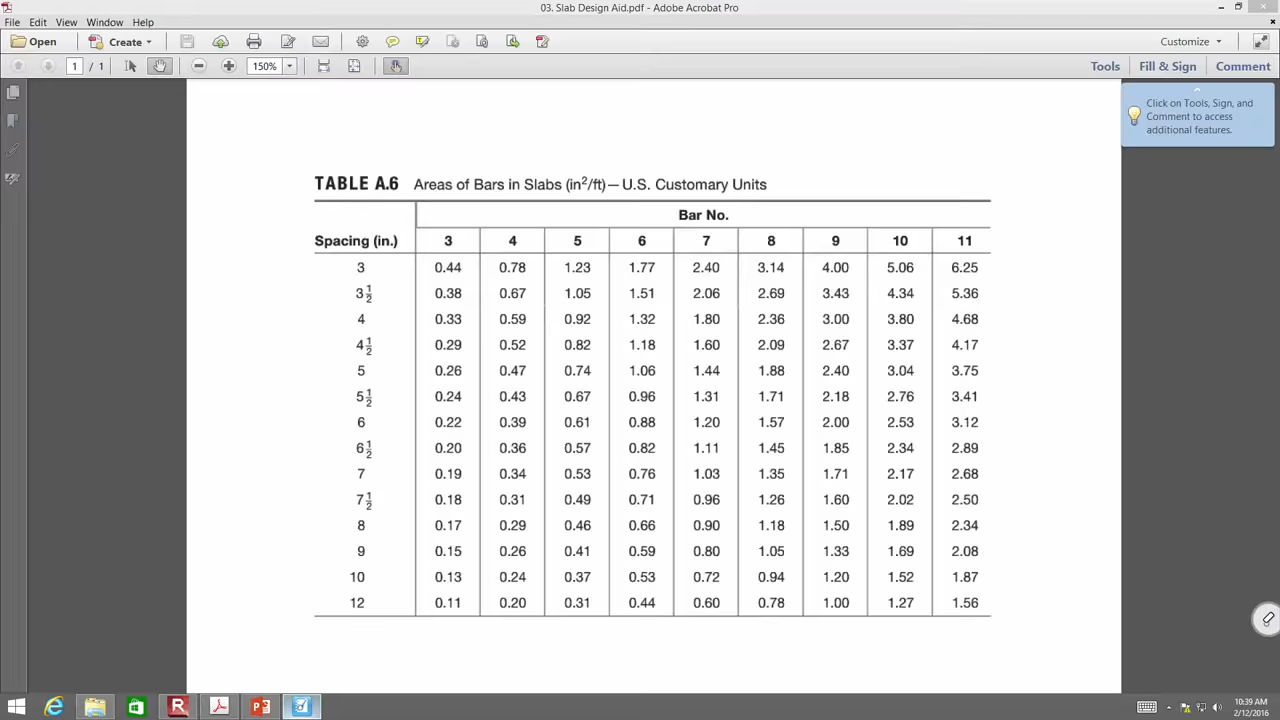 03. Slab Design Aid.pdf - Adobe Acrobat Pro
File Edit View Window Help
Open Create Customize
1 / 1 150% Tools Fill & Sign Comment
Click on Tools, Sign, and
Comment to access
additional features.
TABLE A.6 Areas of Bars in Slabs (in²/ft)—U.S. Customary Units
Bar No.
Spacing (in.) 3 4 5 6 7 8 9 10 11
3 0.44 0.78 1.23 1.77 2.40 3.14 4.00 5.06 6.25
3 1/2 0.38 0.67 1.05 1.51 2.06 2.69 3.43 4.34 5.36
4 0.33 0.59 0.92 1.32 1.80 2.36 3.00 3.80 4.68
4 1/2 0.29 0.52 0.82 1.18 1.60 2.09 2.67 3.37 4.17
5 0.26 0.47 0.74 1.06 1.44 1.88 2.40 3.04 3.75
5 1/2 0.24 0.43 0.67 0.96 1.31 1.71 2.18 2.76 3.41
6 0.22 0.39 0.61 0.88 1.20 1.57 2.00 2.53 3.12
6 1/2 0.20 0.36 0.57 0.82 1.11 1.45 1.85 2.34 2.89
7 0.19 0.34 0.53 0.76 1.03 1.35 1.71 2.17 2.68
7 1/2 0.18 0.31 0.49 0.71 0.96 1.26 1.60 2.02 2.50
8 0.17 0.29 0.46 0.66 0.90 1.18 1.50 1.89 2.34
9 0.15 0.26 0.41 0.59 0.80 1.05 1.33 1.69 2.08
10 0.13 0.24 0.37 0.53 0.72 0.94 1.20 1.52 1.87
12 0.11 0.20 0.31 0.44 0.60 0.78 1.00 1.27 1.56
10:39 AM
2/12/2016